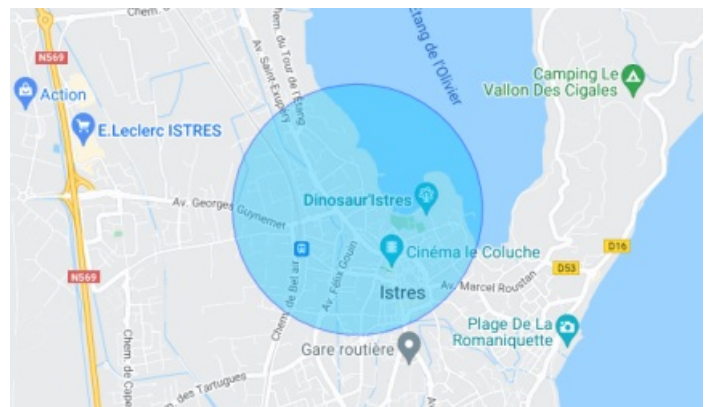 Chem. d
N569
Action
E.Leclerc ISTRES
Av. Saint-Exupéry
Chem. du Tour de l'Étang
Étang de l'Olivier
Camping Le
Vallon Des Cigales
Av. Georges Guynemer
Dinosaur'Istres
N569
Chem. de Bel air
Av. Félix Gouin
Cinéma le Coluche
Istres
Av. Marcel Roustan
D53
D16
Plage De La
Romaniquette
Gare routière
Chem. de Cape
n. des Tartugues